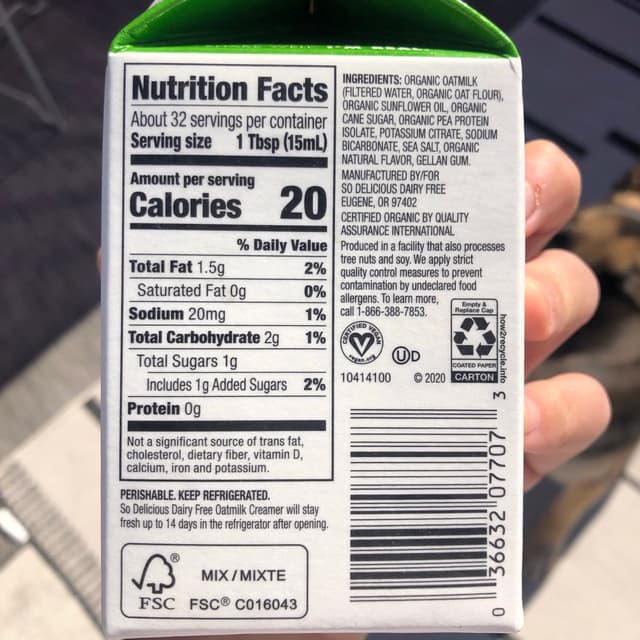 Nutrition Facts
About 32 servings per container
Serving size 1 Tbsp (15mL)
Amount per serving
Calories 20
% Daily Value
Total Fat 1.5g 2%
Saturated Fat 0g 0%
Sodium 20mg 1%
Total Carbohydrate 2g 1%
Total Sugars 1g
Includes 1g Added Sugars 2%
Protein 0g
Not a significant source of trans fat,
cholesterol, dietary fiber, vitamin D,
calcium, iron and potassium.
PERISHABLE. KEEP REFRIGERATED.
So Delicious Dairy Free Oatmilk Creamer will stay
fresh up to 14 days in the refrigerator after opening.
FSC®
MIX / MIXTE
FSC® C016043
INGREDIENTS: ORGANIC OATMILK
(FILTERED WATER, ORGANIC OAT FLOUR),
ORGANIC SUNFLOWER OIL, ORGANIC
CANE SUGAR, ORGANIC PEA PROTEIN
ISOLATE, POTASSIUM CITRATE, SODIUM
BICARBONATE, SEA SALT, ORGANIC
NATURAL FLAVOR, GELLAN GUM.
MANUFACTURED BY/FOR
SO DELICIOUS DAIRY FREE
EUGENE, OR 97402
CERTIFIED ORGANIC BY QUALITY
ASSURANCE INTERNATIONAL
Produced in a facility that also processes
tree nuts and soy. We apply strict
quality control measures to prevent
contamination by undeclared food
allergens. To learn more,
call 1-866-388-7853.
CERTIFIED VEGAN
vegan.org
UD
10414100 © 2020
Empty &
Replace Cap
COATED PAPER
CARTON
how2recycle.info
0 36632 07707 3